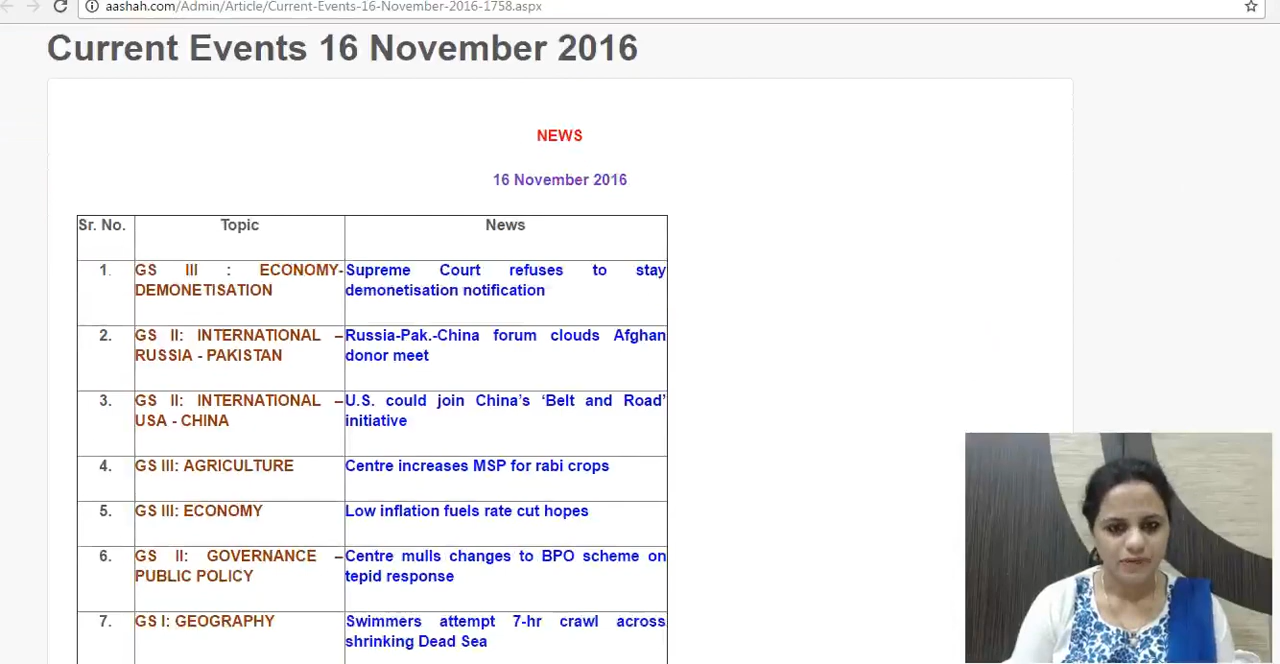 aashah.com/Admin/Article/Current-Events-16-November-2016-1758.aspx
Current Events 16 November 2016
NEWS
16 November 2016
Sr. No. Topic News
1. GS III : ECONOMY- Supreme Court refuses to stay
DEMONETISATION demonetisation notification
2. GS II: INTERNATIONAL – Russia-Pak.-China forum clouds Afghan
RUSSIA - PAKISTAN donor meet
3. GS II: INTERNATIONAL – U.S. could join China's ‘Belt and Road’
USA - CHINA initiative
4. GS III: AGRICULTURE Centre increases MSP for rabi crops
5. GS III: ECONOMY Low inflation fuels rate cut hopes
6. GS II: GOVERNANCE – Centre mulls changes to BPO scheme on
PUBLIC POLICY tepid response
7. GS I: GEOGRAPHY Swimmers attempt 7-hr crawl across
shrinking Dead Sea